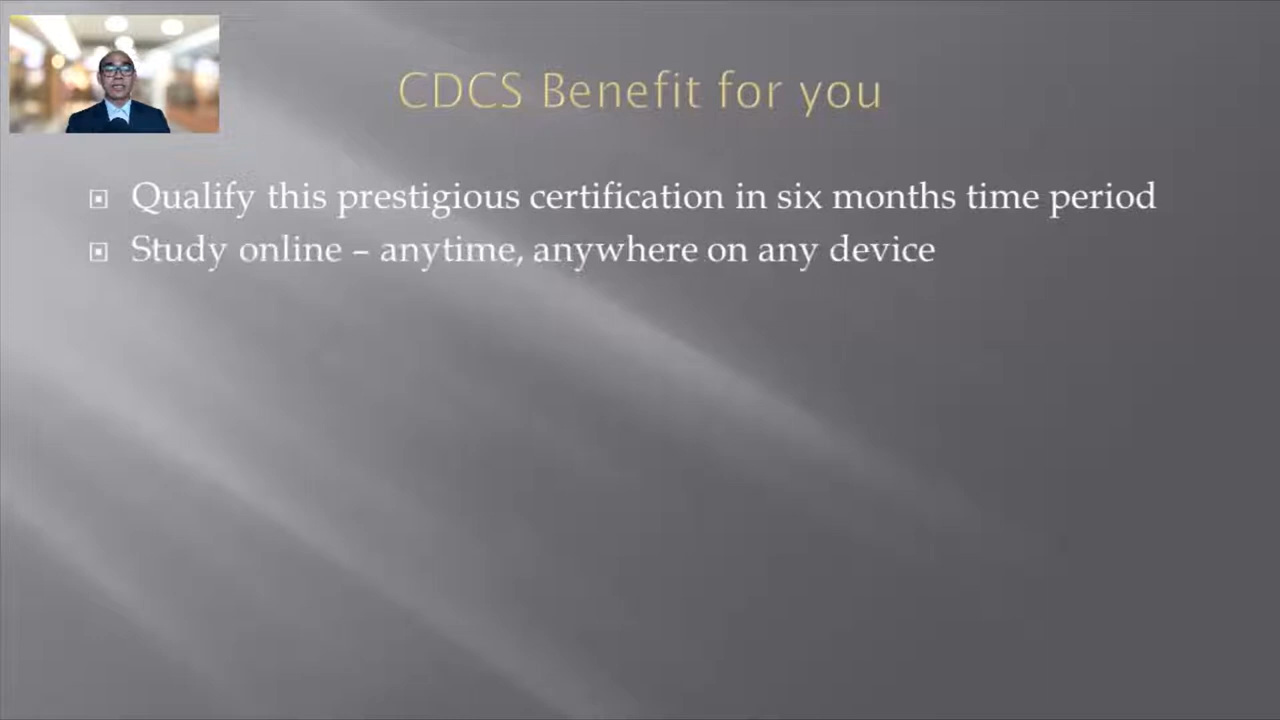 CDCS Benefit for you
Qualify this prestigious certification in six months time period
Study online – anytime, anywhere on any device